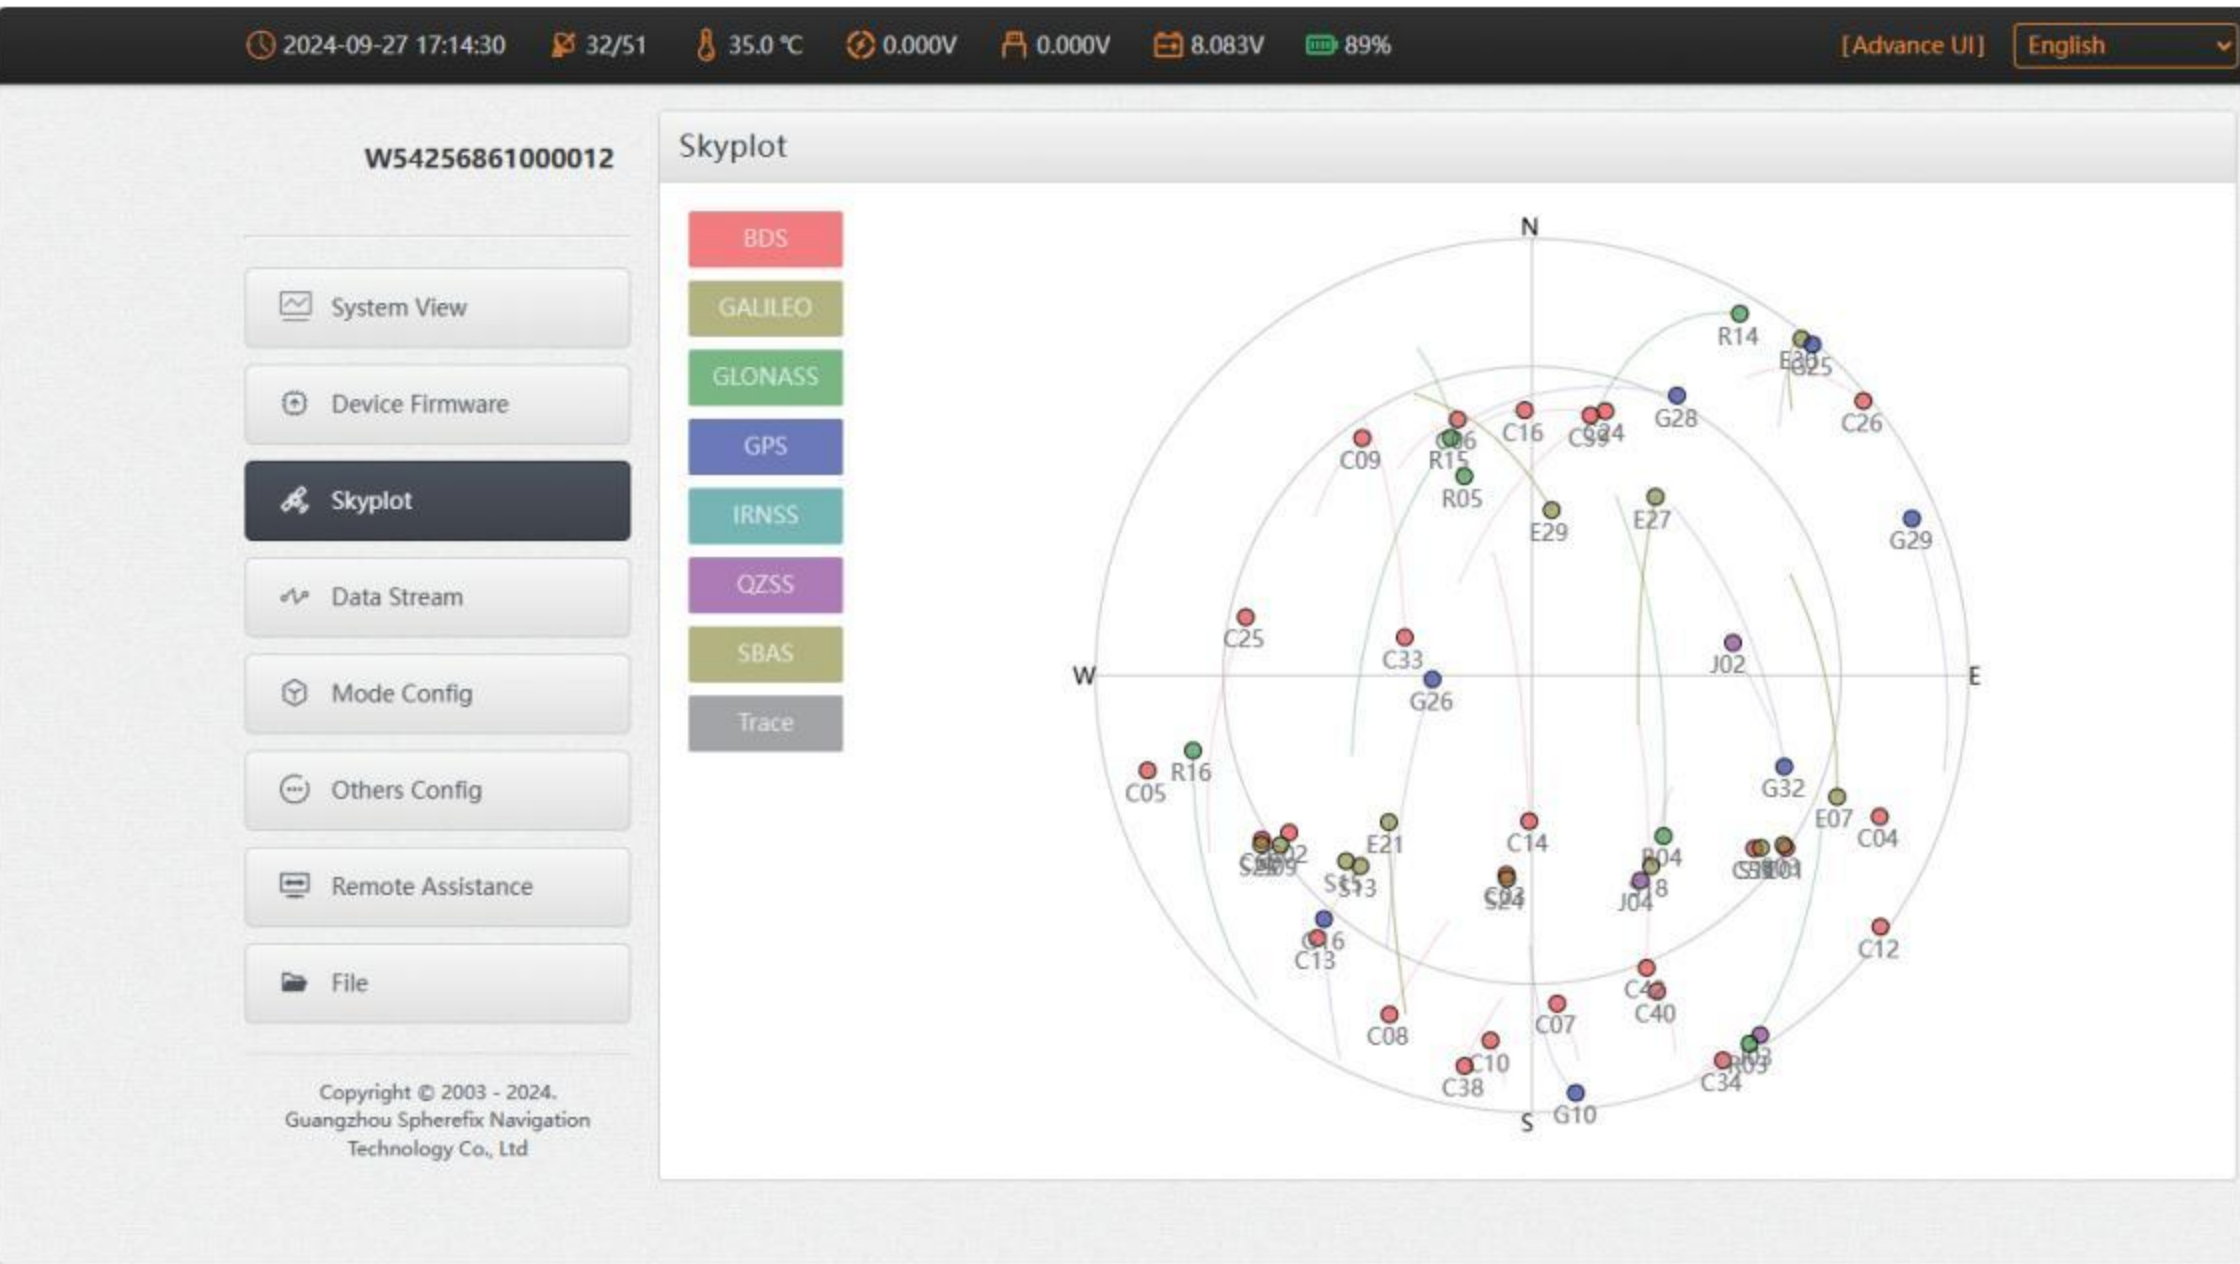 2024-09-27 17:14:30 32/51 35.0 ℃ 0.000V 0.000V 8.083V 89% [Advance UI] English
W54256861000012
System View
Device Firmware
Skyplot
Data Stream
Mode Config
Others Config
Remote Assistance
File
Copyright © 2003 - 2024.
Guangzhou Spherefix Navigation
Technology Co., Ltd
Skyplot
BDS
GALILEO
GLONASS
GPS
IRNSS
QZSS
SBAS
Trace
N
R14
G25
C26
G28
C16
C24
C09
R15
R05
E29
E27
G29
C25
C33
J02
W
E
G26
R16
C05
G32
E07
C04
C14
E21
S13
J04
C13
C12
C40
C07
C08
C10
C38
C34
G10
S